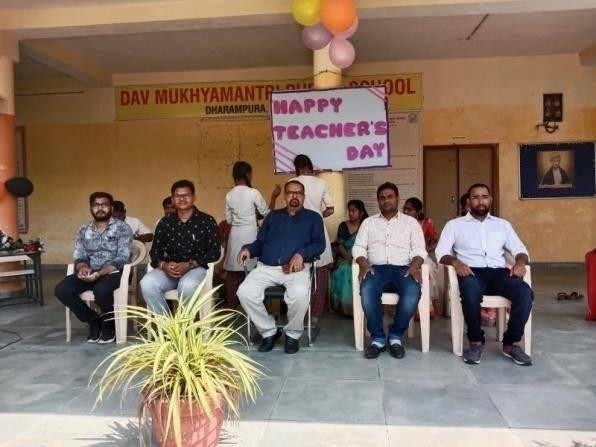 DAV MUKHYAMANTRI SCHOOL
DHARAMPURA,
HAPPY
TEACHER'S
DAY